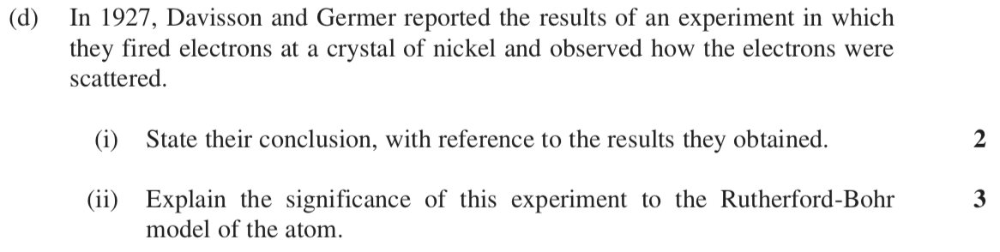 (d) In 1927, Davisson and Germer reported the results of an experiment in which
they fired electrons at a crystal of nickel and observed how the electrons were
scattered.
(i) State their conclusion, with reference to the results they obtained. 2
(ii) Explain the significance of this experiment to the Rutherford-Bohr 3
model of the atom.